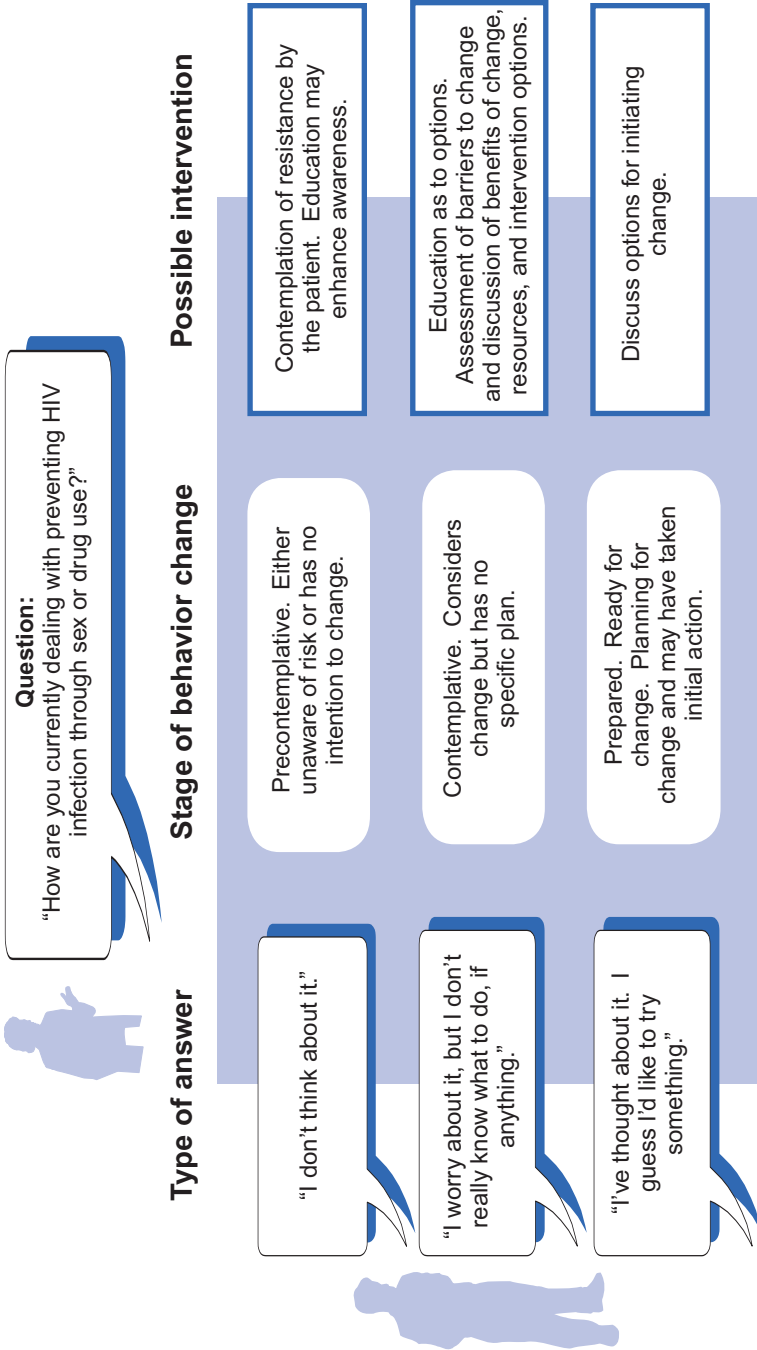 Question:
“How are you currently dealing with preventing HIV
infection through sex or drug use?”
Type of answer
Stage of behavior change
Possible intervention
“I don’t think about it.”
Precontemplative.  Either
unaware of risk or has no
intention to change.
Contemplation of resistance by
the patient.  Education may
enhance awareness.
“I worry about it, but I don’t
really know what to do, if
anything.”
Contemplative.  Considers
change but has no
specific plan.
Education as to options.
Assessment of barriers to change
and discussion of benefits of change,
resources, and intervention options.
“I’ve thought about it.  I
guess I’d like to try
something.”
Prepared.  Ready for
change.  Planning for
change and may have taken
initial action.
Discuss options for initiating
change.